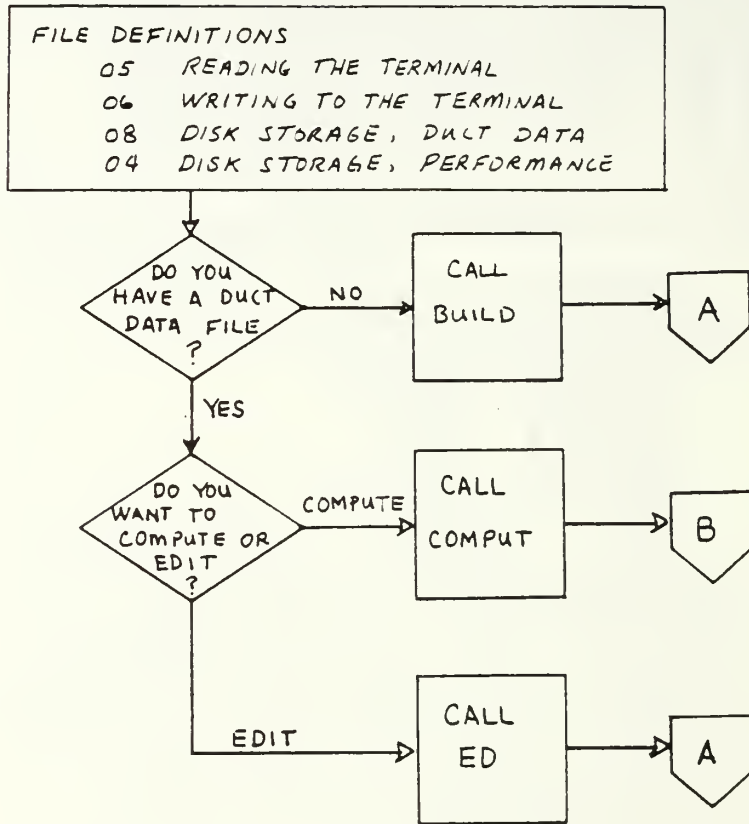 FILE DEFINITIONS
05 READING THE TERMINAL
06 WRITING TO THE TERMINAL
08 DISK STORAGE, DUCT DATA
04 DISK STORAGE, PERFORMANCE
DO YOU
HAVE A DUCT
DATA FILE
?
NO
CALL
BUILD
A
YES
DO YOU
WANT TO
COMPUTE OR
EDIT
?
COMPUTE
CALL
COMPUT
B
EDIT
CALL
ED
A